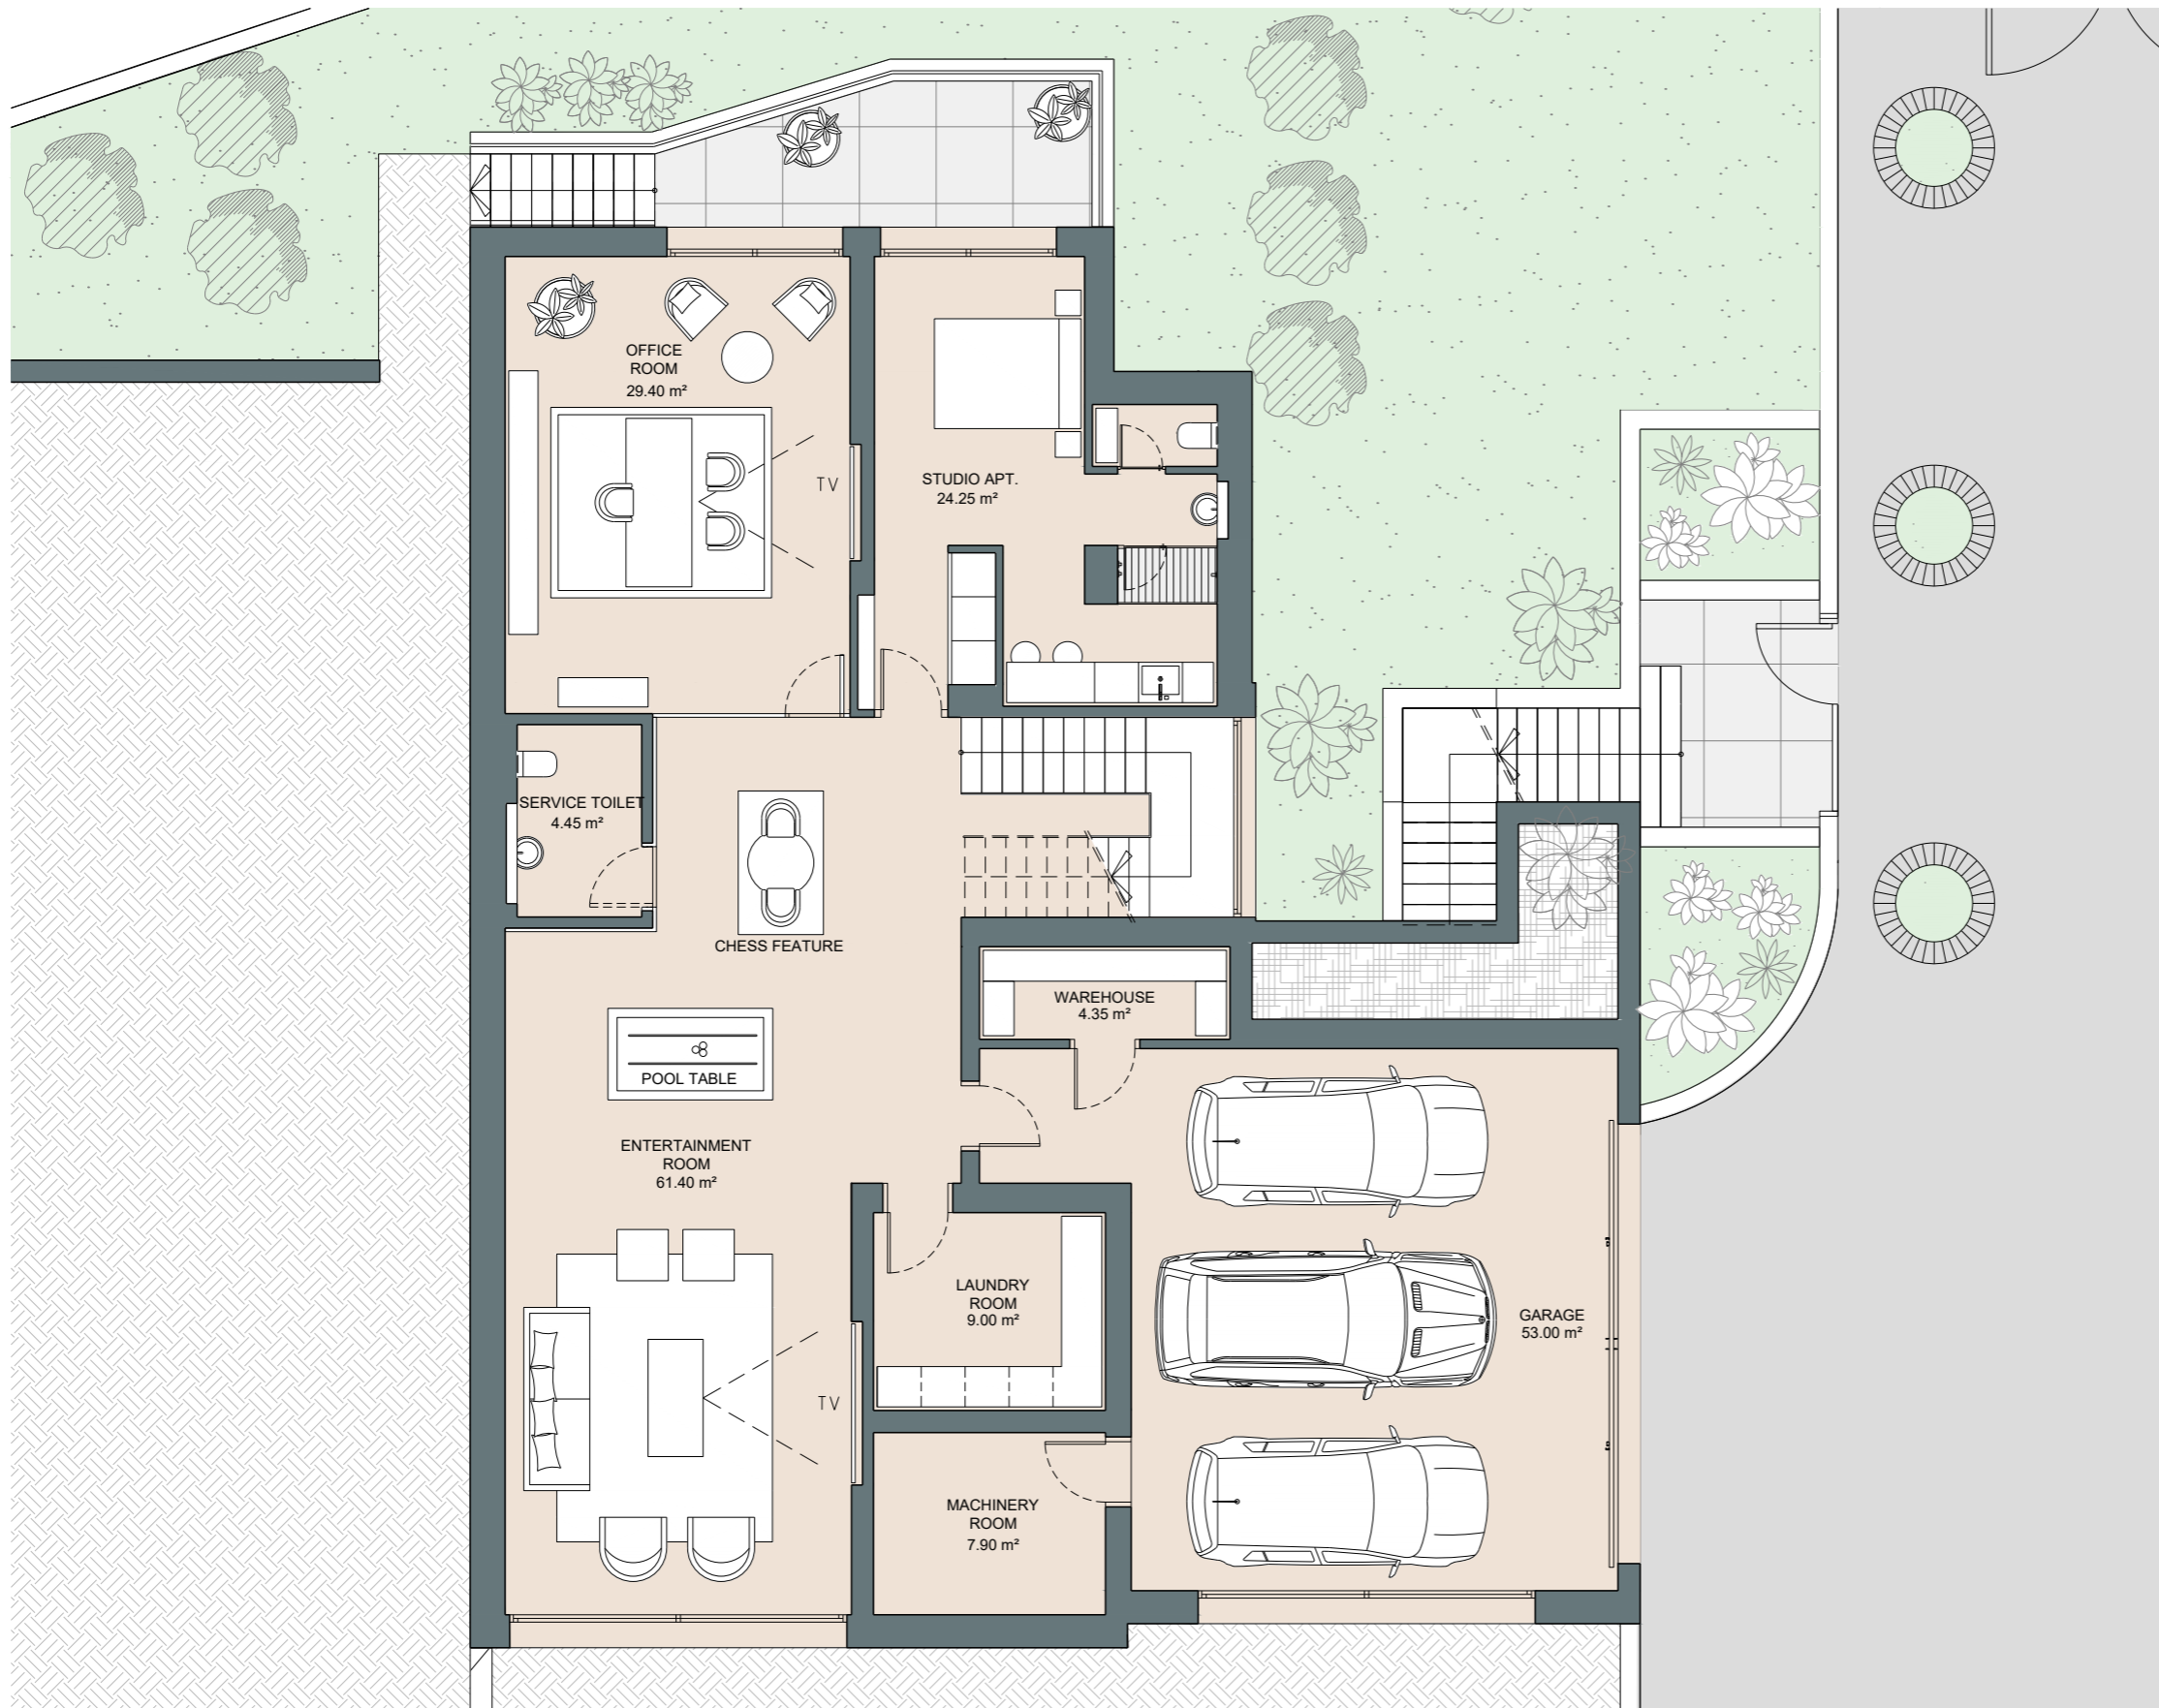 OFFICE
ROOM
29.40 m²
TV
STUDIO APT.
24.25 m²
SERVICE TOILET
4.45 m²
CHESS FEATURE
WAREHOUSE
4.35 m²
POOL TABLE
ENTERTAINMENT
ROOM
61.40 m²
LAUNDRY
ROOM
9.00 m²
GARAGE
53.00 m²
TV
MACHINERY
ROOM
7.90 m²